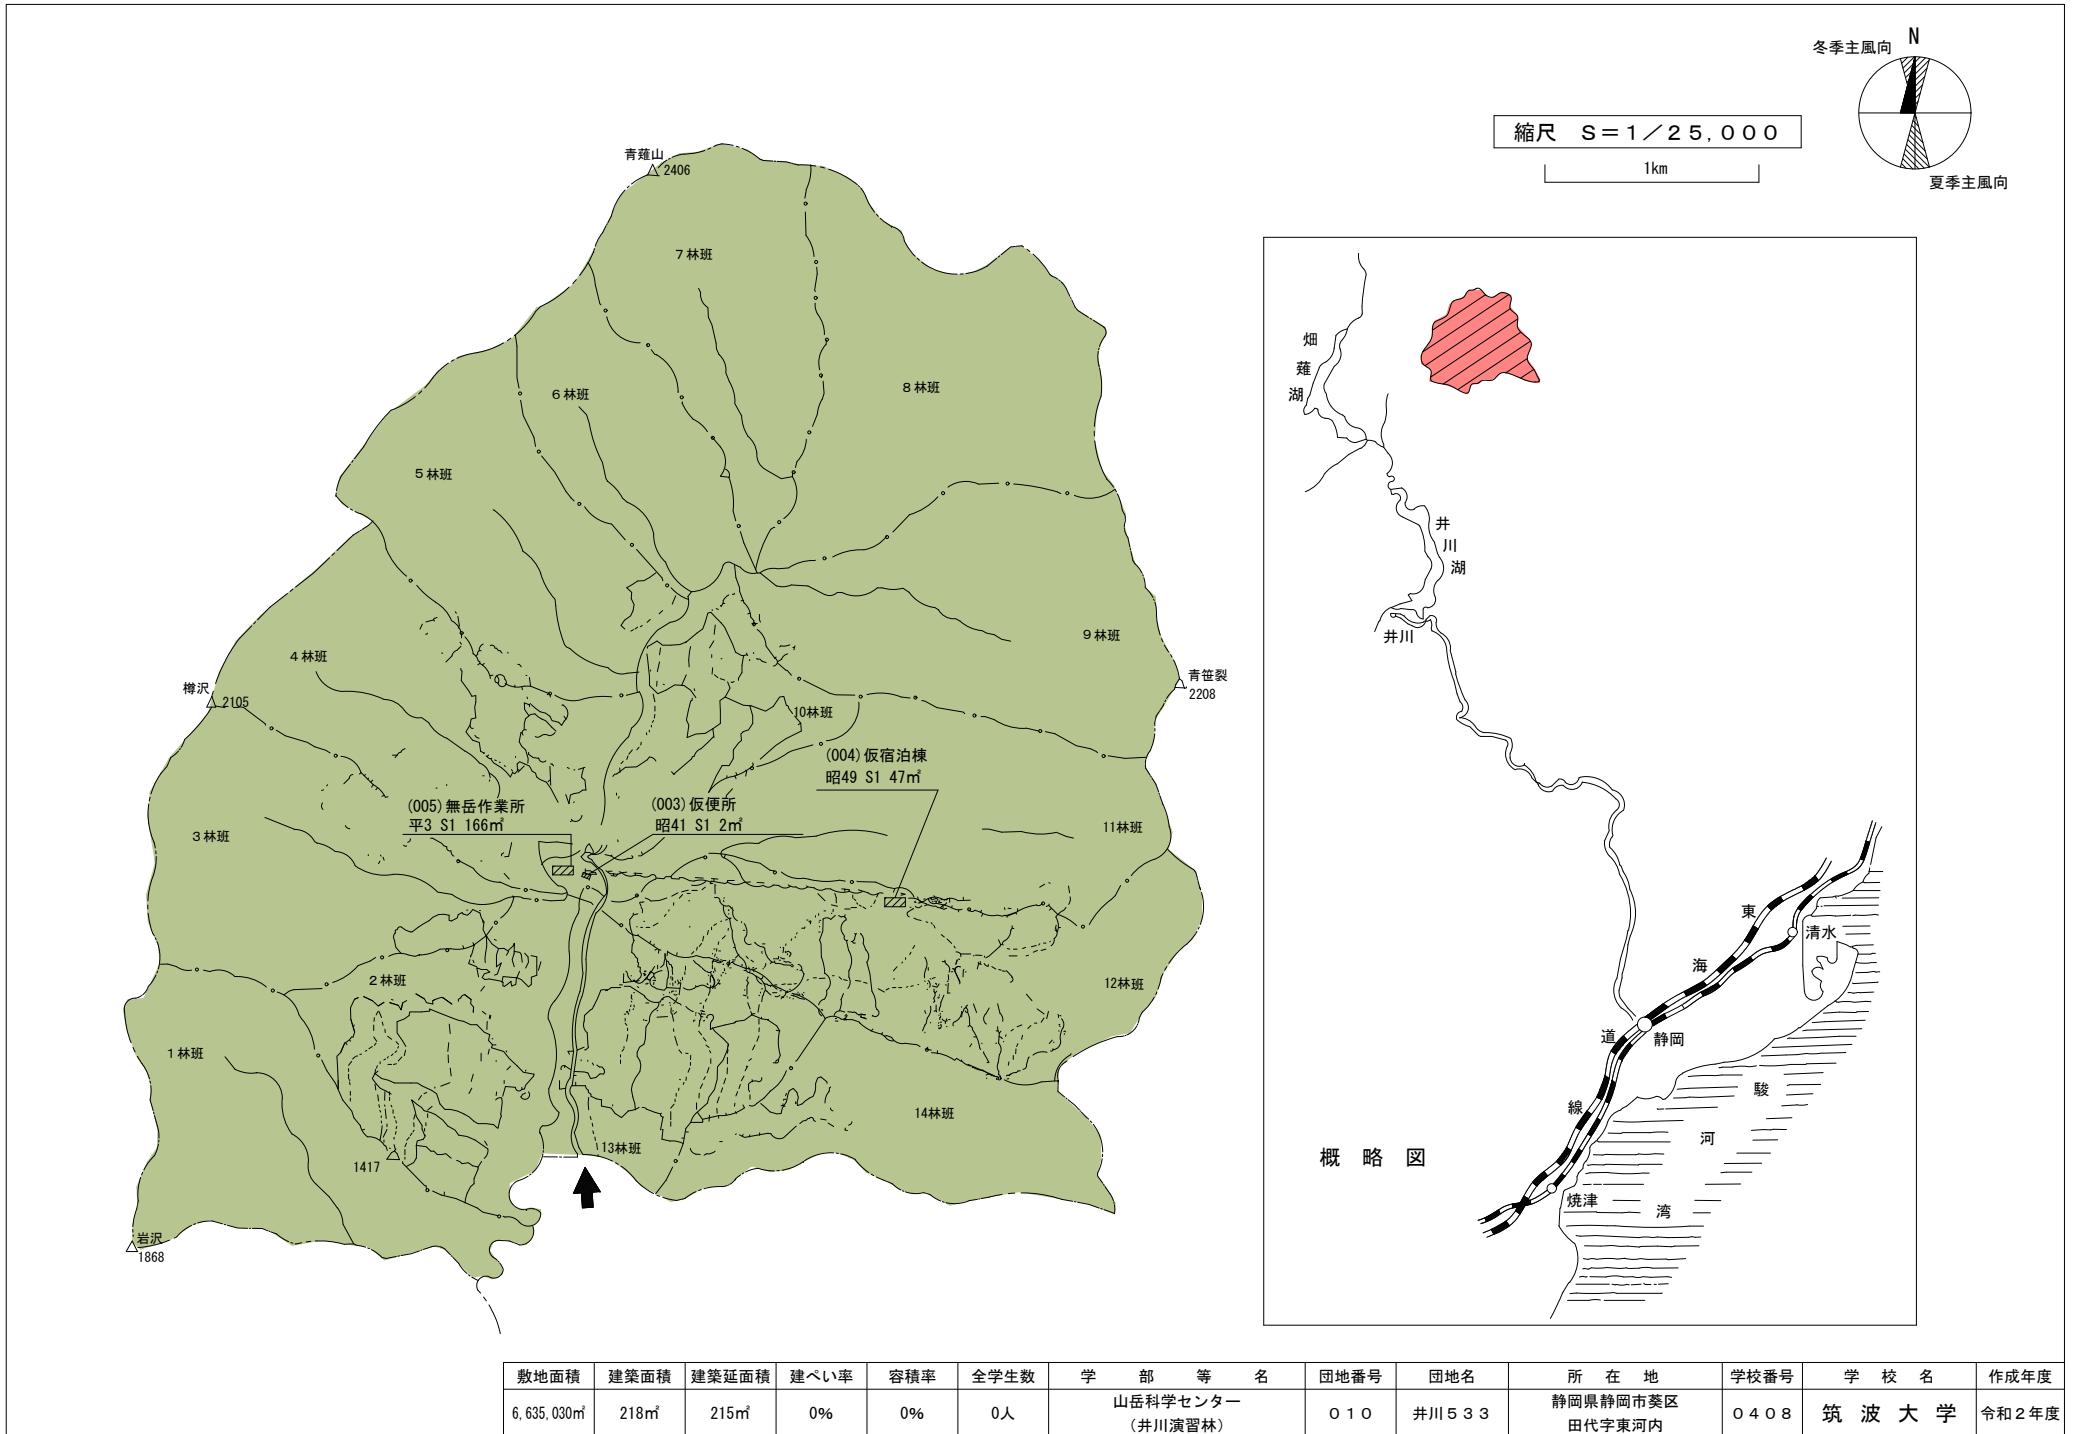 冬季主風向
N
縮尺 S=1/25,000
1km
夏季主風向
青薙山
2406
7林班
6林班
8林班
5林班
4林班
9林班
樽沢
2105
青笹裂
2208
10林班
(004)仮宿泊棟
昭49 S1 47㎡
(005)無岳作業所
平3 S1 166㎡
(003)仮便所
昭41 S1 2㎡
3林班
11林班
2林班
12林班
1林班
14林班
1417
13林班
岩沢
1868
畑薙湖
井川湖
井川
東海道線
清水
静岡
駿河湾
焼津
概略図
敷地面積 建築面積 建築延面積 建ぺい率 容積率 全学生数 学部等名 団地番号 団地名 所在地 学校番号 学校名 作成年度
6,635,030㎡ 218㎡ 215㎡ 0% 0% 0人 山岳科学センター (井川演習林) 010 井川533 静岡県静岡市葵区 田代字東河内 0408 筑波大学 令和2年度